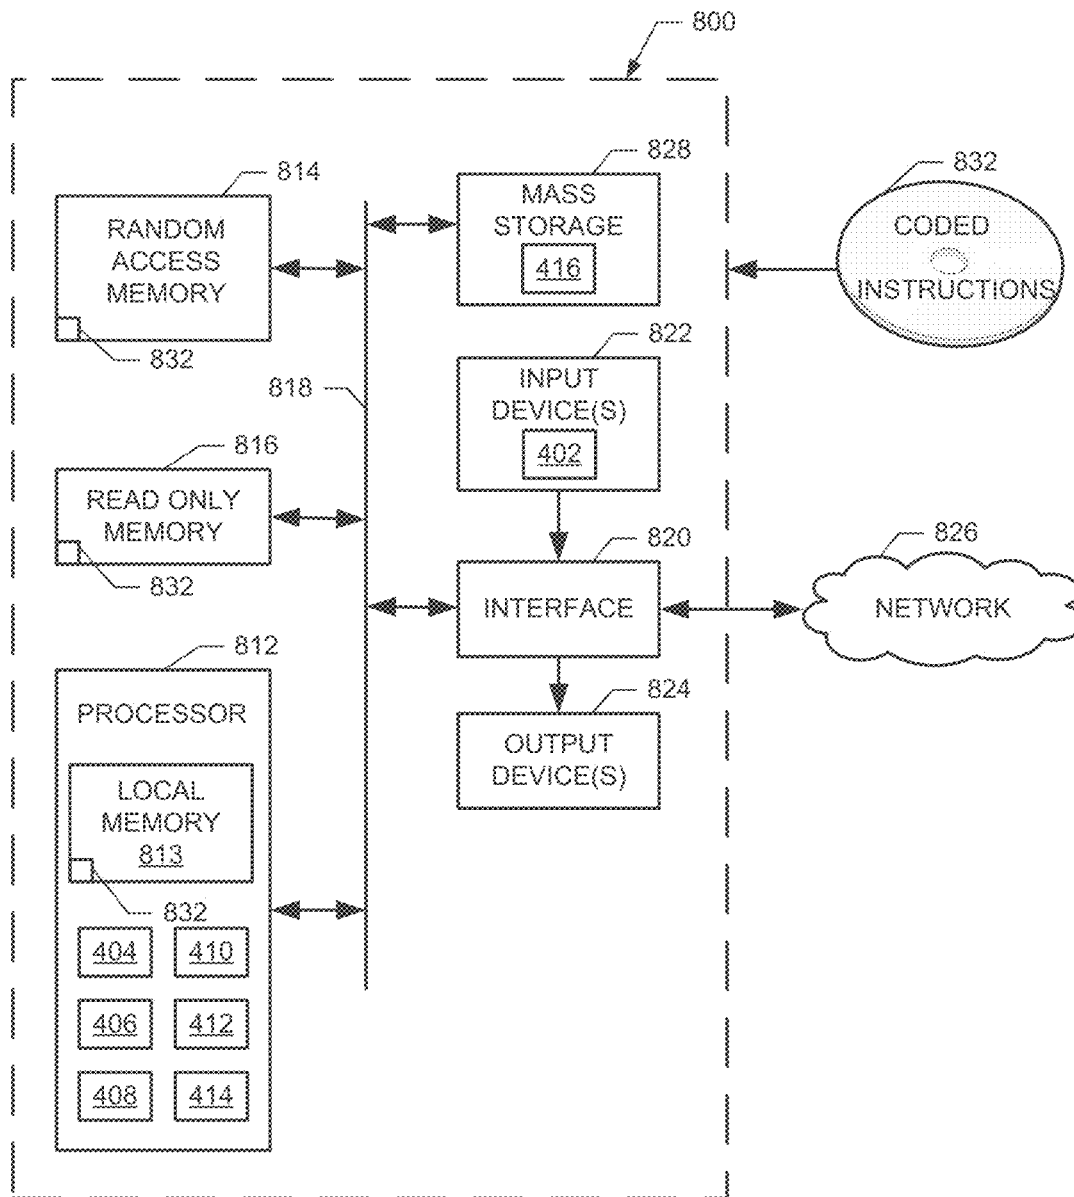 800
814
RANDOM
ACCESS
MEMORY
832
828
MASS
STORAGE
416
832
CODED
INSTRUCTIONS
818
822
INPUT
DEVICE(S)
402
816
READ ONLY
MEMORY
832
820
INTERFACE
826
NETWORK
812
PROCESSOR
LOCAL
MEMORY
813
832
824
OUTPUT
DEVICE(S)
404
410
406
412
408
414